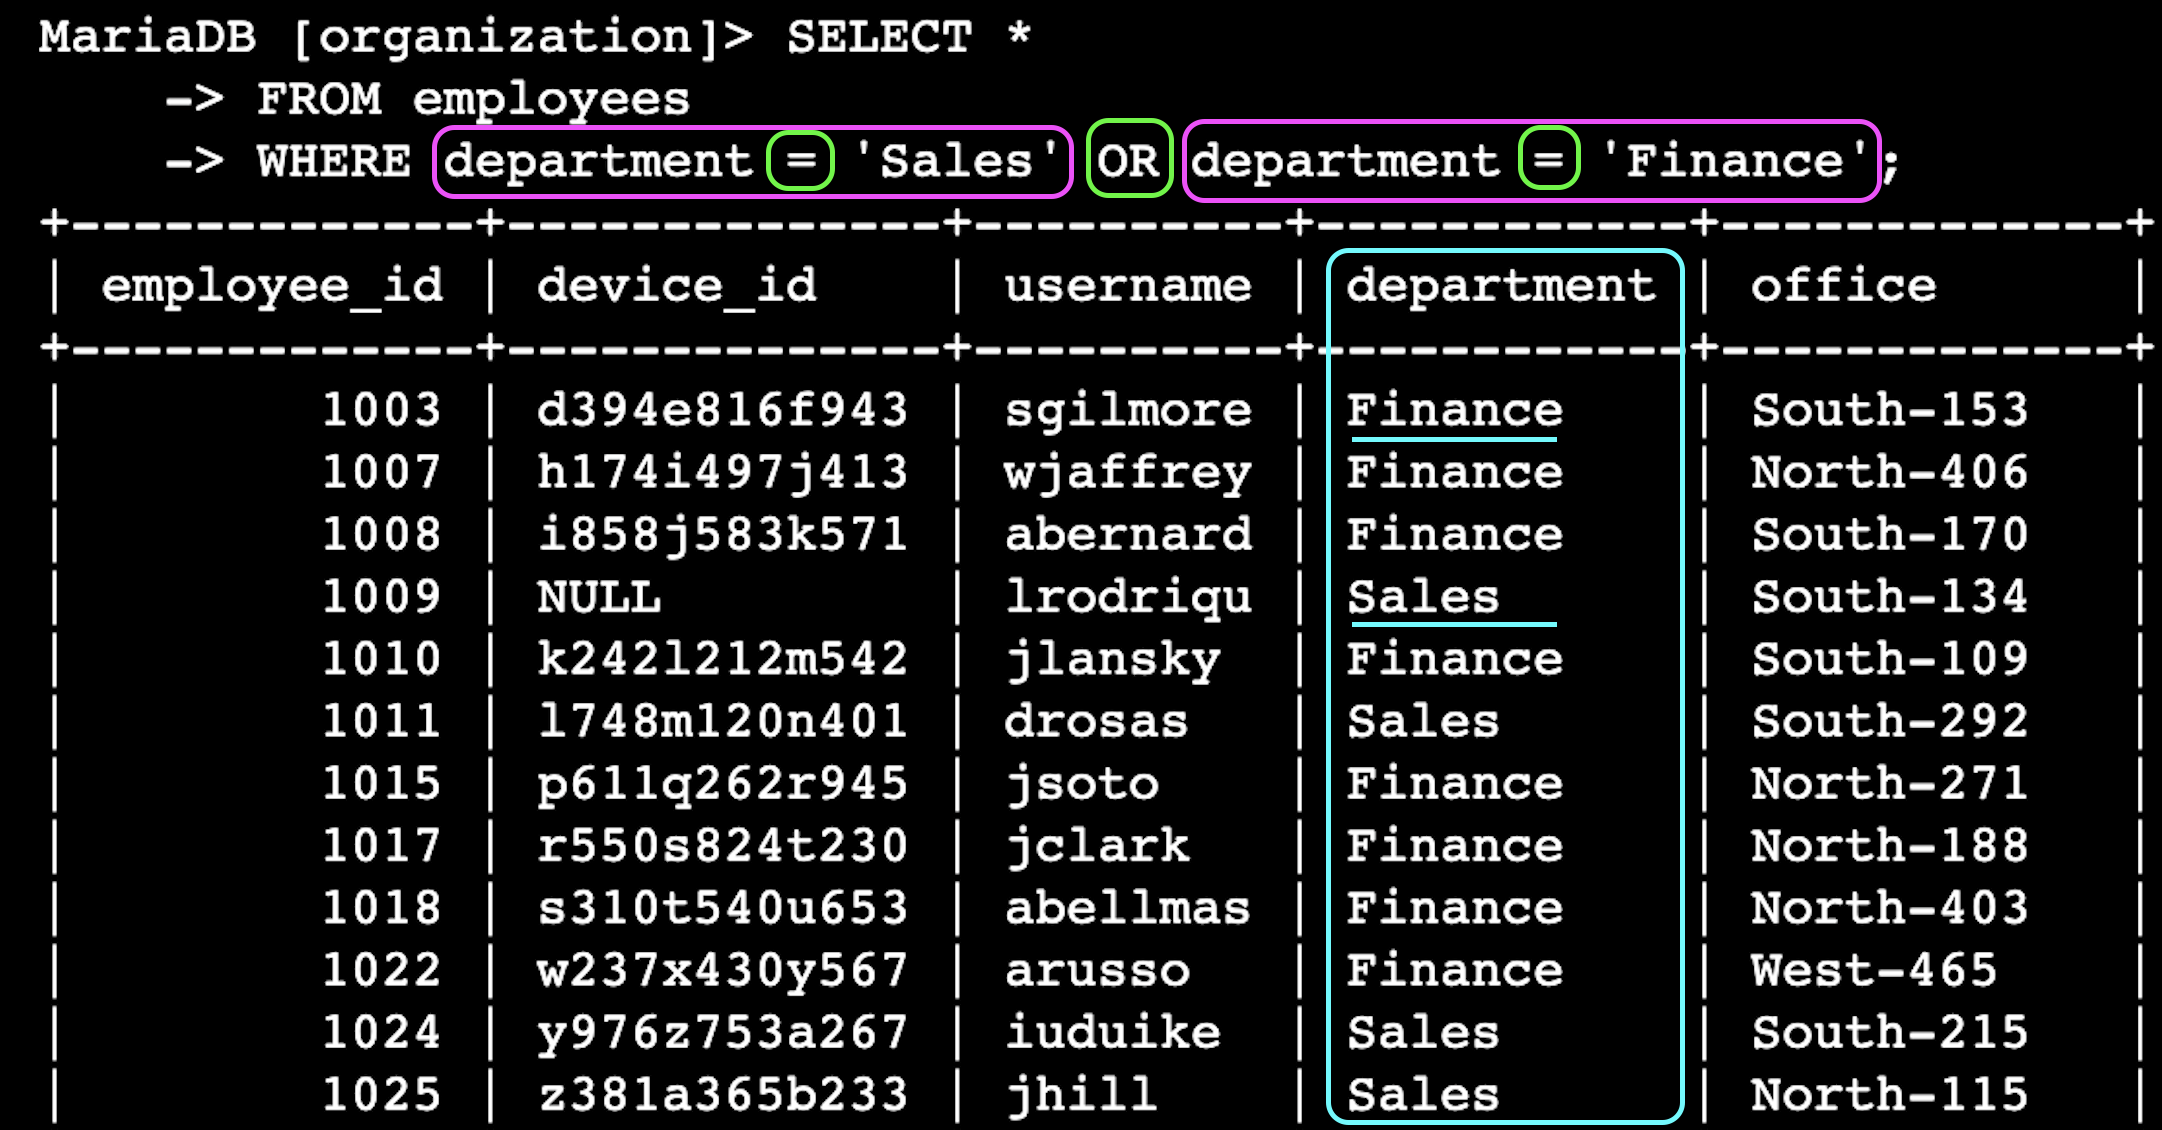 MariaDB [organization]> SELECT *
    -> FROM employees
    -> WHERE department = 'Sales' OR department = 'Finance';
+-------------+--------------+----------+------------+-------------+
| employee_id | device_id    | username | department | office      |
+-------------+--------------+----------+------------+-------------+
|        1003 | d394e816f943 | sgilmore | Finance    | South-153   |
|        1007 | h174i497j413 | wjaffrey | Finance    | North-406   |
|        1008 | i858j583k571 | abernard | Finance    | South-170   |
|        1009 | NULL         | lrodriqu | Sales      | South-134   |
|        1010 | k242l212m542 | jlansky  | Finance    | South-109   |
|        1011 | l748m120n401 | drosas   | Sales      | South-292   |
|        1015 | p611q262r945 | jsoto    | Finance    | North-271   |
|        1017 | r550s824t230 | jclark   | Finance    | North-188   |
|        1018 | s310t540u653 | abellmas | Finance    | North-403   |
|        1022 | w237x430y567 | arusso   | Finance    | West-465    |
|        1024 | y976z753a267 | iuduike  | Sales      | South-215   |
|        1025 | z381a365b233 | jhill    | Sales      | North-115   |